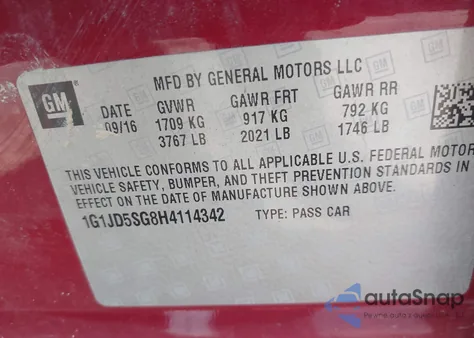 GM
MFD BY GENERAL MOTORS LLC
DATE GVWR GAWR FRT GAWR RR
09/16 1709 KG 917 KG 792 KG
3767 LB 2021 LB 1746 LB
THIS VEHICLE CONFORMS TO ALL APPLICABLE U.S. FEDERAL MOTOR
VEHICLE SAFETY, BUMPER, AND THEFT PREVENTION STANDARDS IN
EFFECT ON THE DATE OF MANUFACTURE SHOWN ABOVE.
1G1JD5SG8H4114342 TYPE: PASS CAR
autoSnap